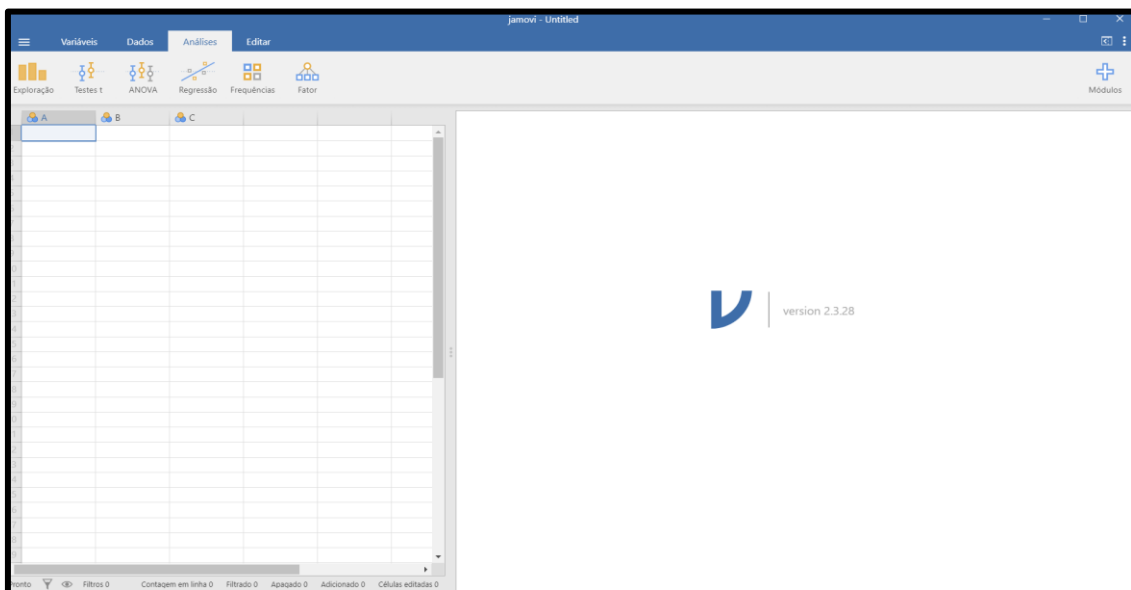 jamovi - Untitled
Variáveis Dados Análises Editar
Exploração Testes t ANOVA Regressão Frequências Fator Módulos
A B C
version 2.3.28
Pronto Filtros 0 Contagem em linha 0 Filtrado 0 Apagado 0 Adicionado 0 Células editadas 0